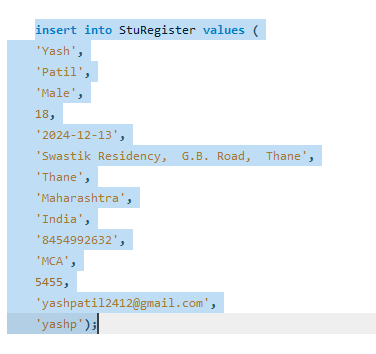 insert into StuRegister values (
'Yash',
'Patil',
'Male',
18,
'2024-12-13',
'Swastik Residency,  G.B. Road,  Thane',
'Thane',
'Maharashtra',
'India',
'8454992632',
'MCA',
5455,
'yashpatil2412@gmail.com',
'yashp');